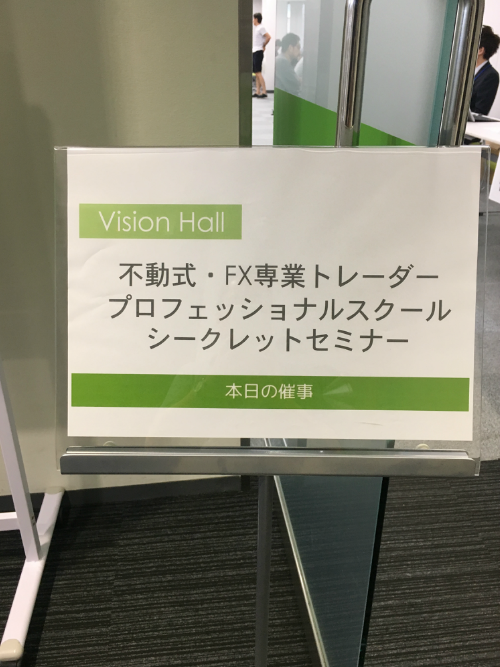 Vision Hall
不動式・FX専業トレーダー
プロフェッショナルスクール
シークレットセミナー
本日の催事